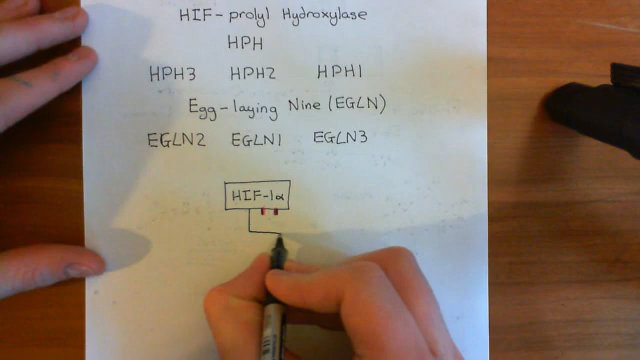 HIF-prolyl Hydroxylase
HPH
HPH3 HPH2 HPH1
Egg-laying Nine (EGLN)
EGLN2 EGLN1 EGLN3
HIF-1α